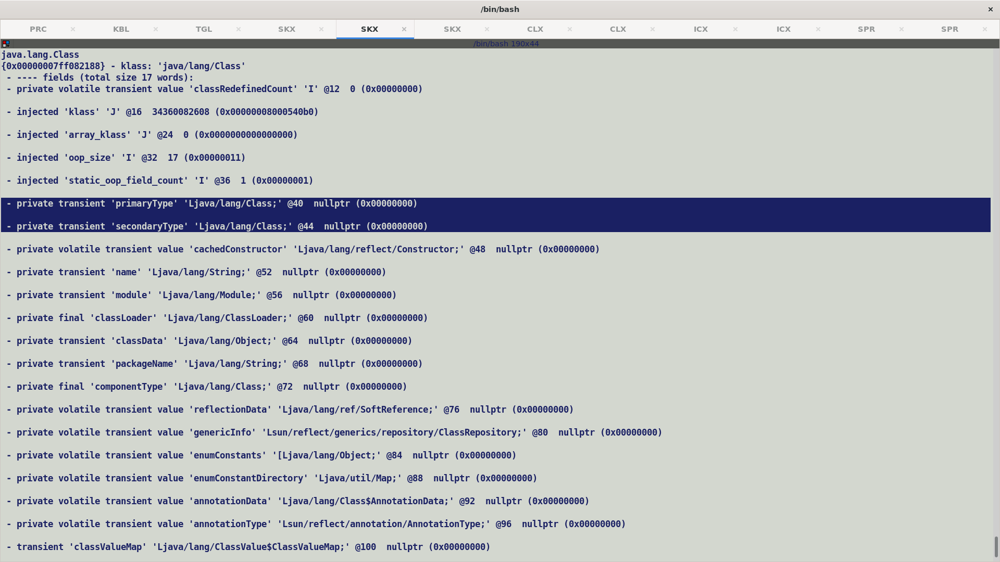 /bin/bash ×
PRC × KBL × TGL × SKX × SKX × SKX × CLX × CLX × ICX × ICX × SPR × SPR ×
/bin/bash 190x44
java.lang.Class
{0x00000007ff082188} - klass: 'java/lang/Class'
- ---- fields (total size 17 words):
- private volatile transient value 'classRedefinedCount' 'I' @12  0 (0x00000000)
- injected 'klass' 'J' @16  34360082608 (0x00000008000540b0)
- injected 'array_klass' 'J' @24  0 (0x0000000000000000)
- injected 'oop_size' 'I' @32  17 (0x00000011)
- injected 'static_oop_field_count' 'I' @36  1 (0x00000001)
- private transient 'primaryType' 'Ljava/lang/Class;' @40  nullptr (0x00000000)
- private transient 'secondaryType' 'Ljava/lang/Class;' @44  nullptr (0x00000000)
- private volatile transient value 'cachedConstructor' 'Ljava/lang/reflect/Constructor;' @48  nullptr (0x00000000)
- private transient 'name' 'Ljava/lang/String;' @52  nullptr (0x00000000)
- private transient 'module' 'Ljava/lang/Module;' @56  nullptr (0x00000000)
- private final 'classLoader' 'Ljava/lang/ClassLoader;' @60  nullptr (0x00000000)
- private transient 'classData' 'Ljava/lang/Object;' @64  nullptr (0x00000000)
- private transient 'packageName' 'Ljava/lang/String;' @68  nullptr (0x00000000)
- private final 'componentType' 'Ljava/lang/Class;' @72  nullptr (0x00000000)
- private volatile transient value 'reflectionData' 'Ljava/lang/ref/SoftReference;' @76  nullptr (0x00000000)
- private volatile transient value 'genericInfo' 'Lsun/reflect/generics/repository/ClassRepository;' @80  nullptr (0x00000000)
- private volatile transient value 'enumConstants' '[Ljava/lang/Object;' @84  nullptr (0x00000000)
- private volatile transient value 'enumConstantDirectory' 'Ljava/util/Map;' @88  nullptr (0x00000000)
- private volatile transient value 'annotationData' 'Ljava/lang/Class$AnnotationData;' @92  nullptr (0x00000000)
- private volatile transient value 'annotationType' 'Lsun/reflect/annotation/AnnotationType;' @96  nullptr (0x00000000)
- transient 'classValueMap' 'Ljava/lang/ClassValue$ClassValueMap;' @100  nullptr (0x00000000)